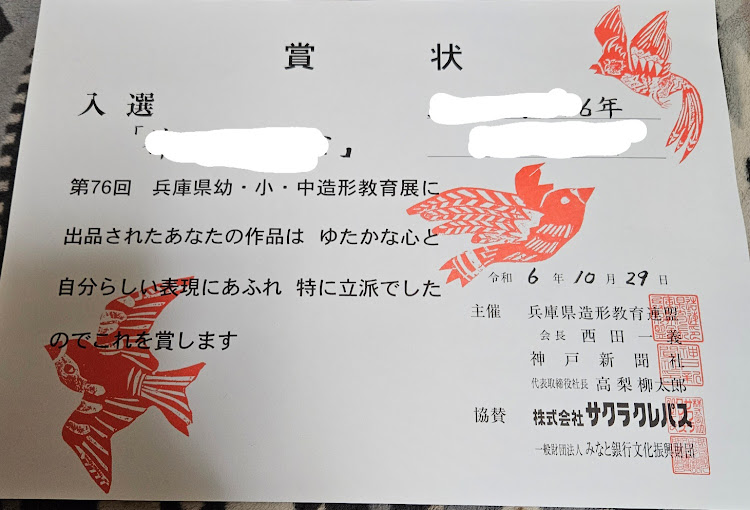 賞状
入選
6年
「 」
第76回 兵庫県幼・小・中造形教育展に
出品されたあなたの作品は ゆたかな心と
自分らしい表現にあふれ 特に立派でした
のでこれを賞します
令和 6 年 10 月 29 日
主催 兵庫県造形教育連盟
会長 西田一義
神戸新聞社
代表取締役社長 高梨柳太郎
協賛 株式会社サクラクレパス
一般財団法人 みなと銀行文化振興財団